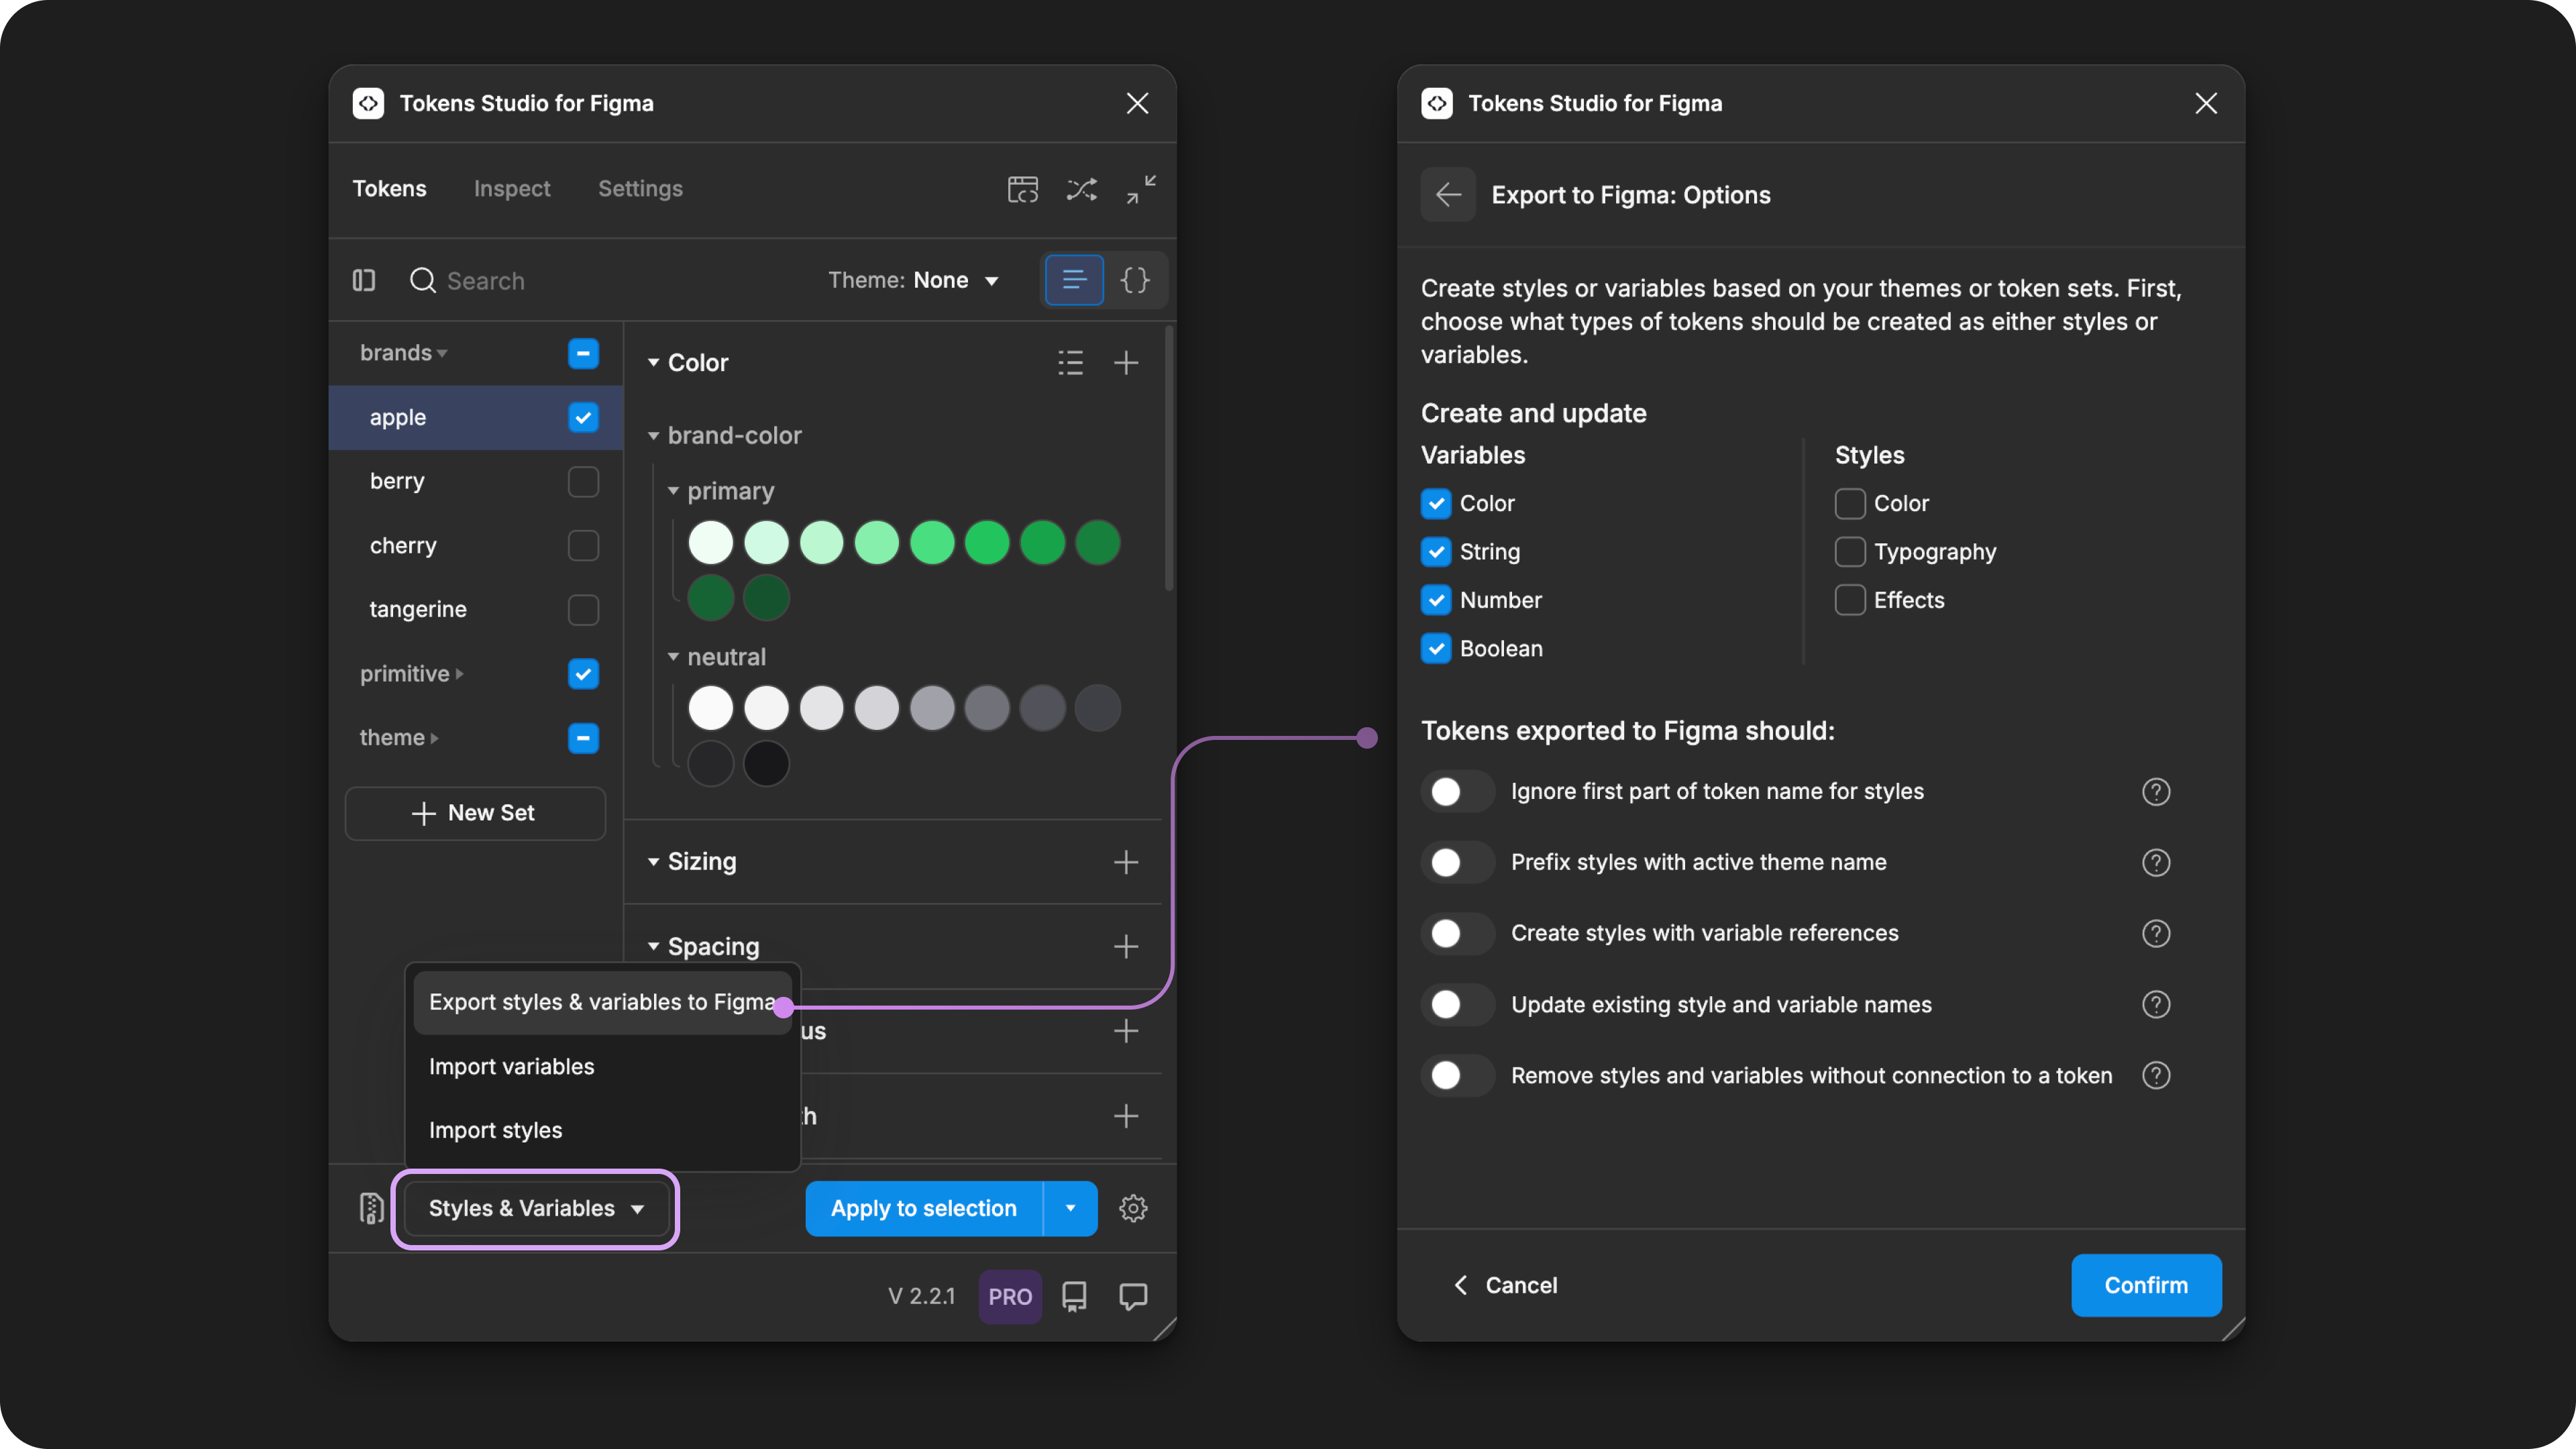 Tokens Studio for Figma
Tokens Inspect Settings
Search Theme: None
brands
apple
berry
cherry
tangerine
primitive
theme
New Set
Color
brand-color
primary
neutral
Sizing
Spacing
us
th
Export styles & variables to Figma
Import variables
Import styles
Styles & Variables
Apply to selection
V 2.2.1 PRO
Tokens Studio for Figma
Export to Figma: Options
Create styles or variables based on your themes or token sets. First,
choose what types of tokens should be created as either styles or
variables.
Create and update
Variables
Color
String
Number
Boolean
Styles
Color
Typography
Effects
Tokens exported to Figma should:
Ignore first part of token name for styles
Prefix styles with active theme name
Create styles with variable references
Update existing style and variable names
Remove styles and variables without connection to a token
Cancel
Confirm